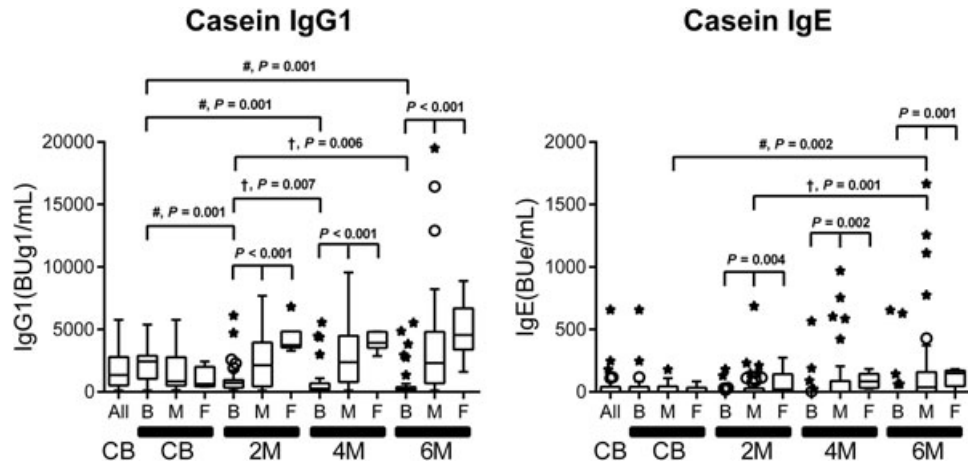 Casein IgG1
#, P = 0.001
#, P = 0.001
P < 0.001
†, P = 0.006
†, P = 0.007
#, P = 0.001
P < 0.001
P < 0.001
IgG1(BUg1/mL)
20000
15000
10000
5000
0
All B M F B M F B M F B M F
CB CB 2M 4M 6M
Casein IgE
P = 0.001
#, P = 0.002
†, P = 0.001
P = 0.002
P = 0.004
IgE(BUe/mL)
2000
1500
1000
500
0
All B M F B M F B M F B M F
CB CB 2M 4M 6M